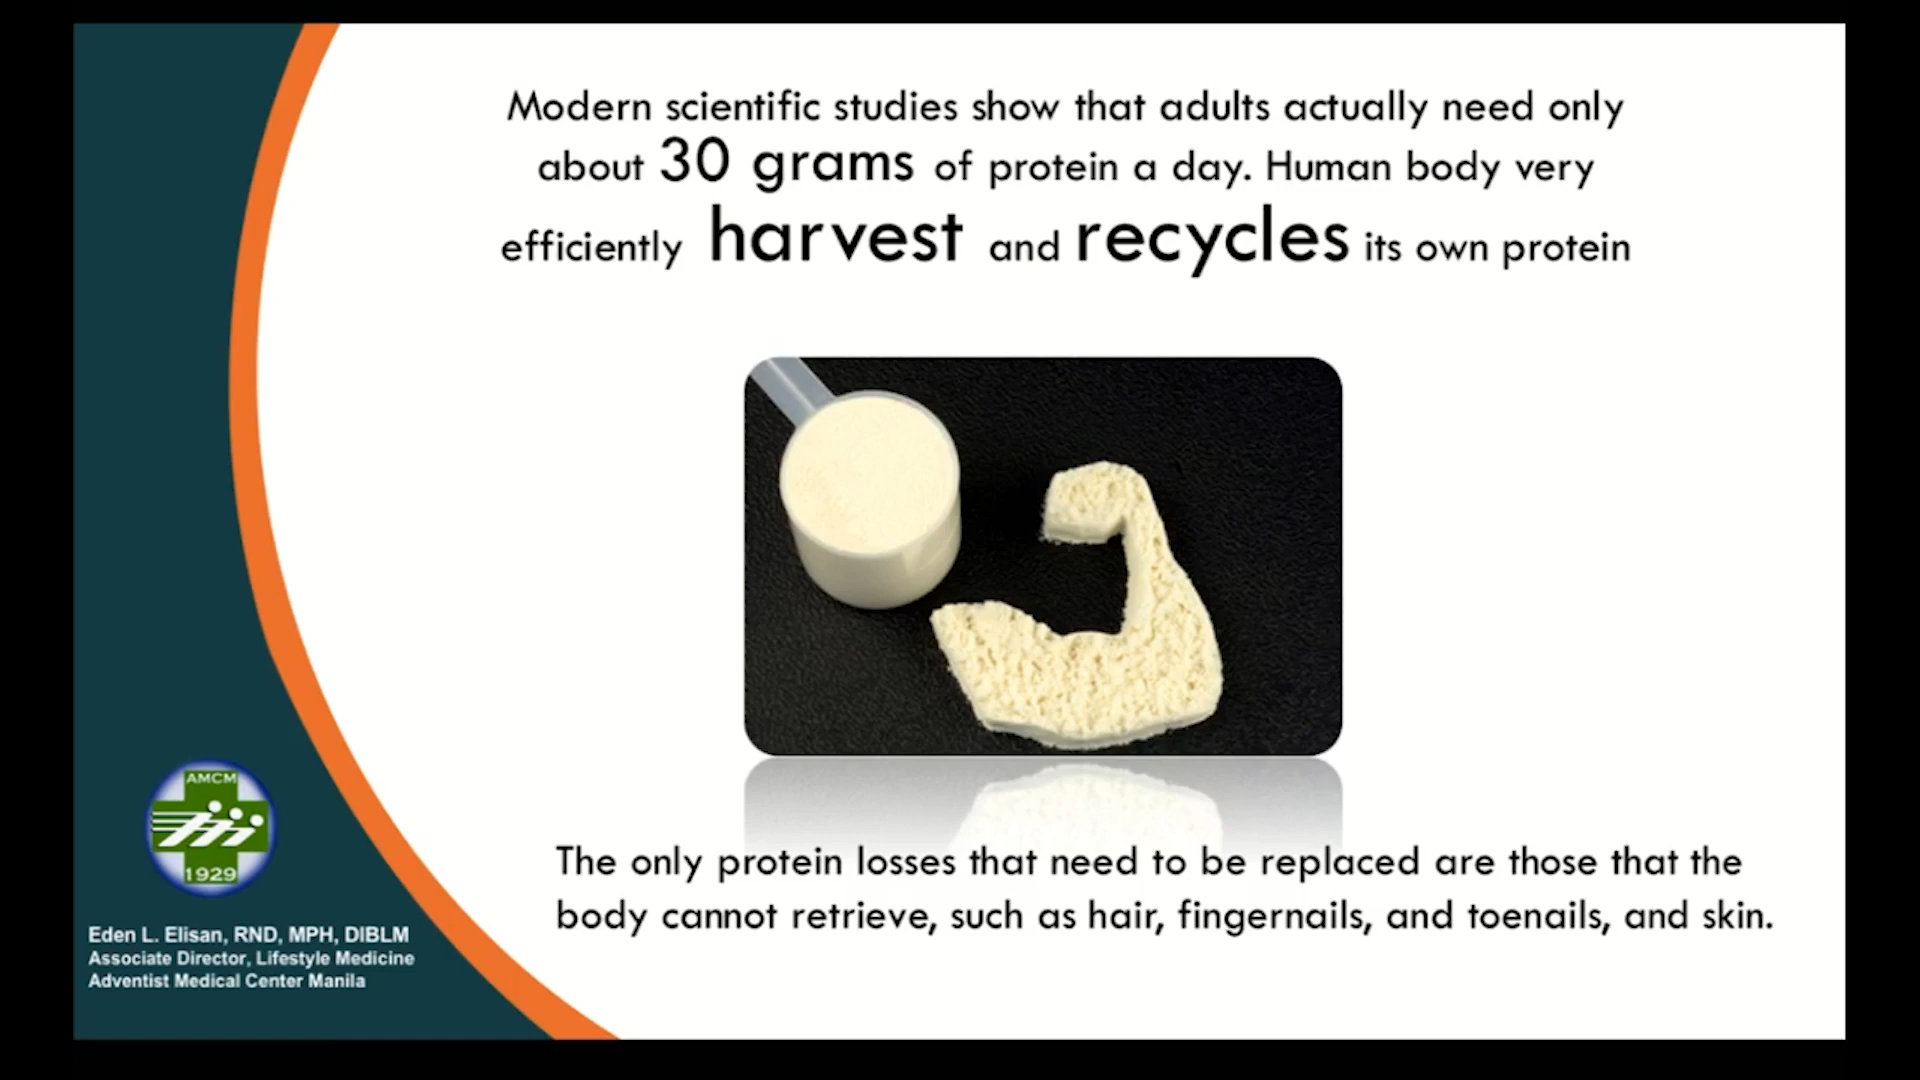 Modern scientific studies show that adults actually need only
about 30 grams of protein a day. Human body very
efficiently harvest and recycles its own protein
The only protein losses that need to be replaced are those that the
body cannot retrieve, such as hair, fingernails, and toenails, and skin.
AMCM
1929
Eden L. Elisan, RND, MPH, DIBLM
Associate Director, Lifestyle Medicine
Adventist Medical Center Manila